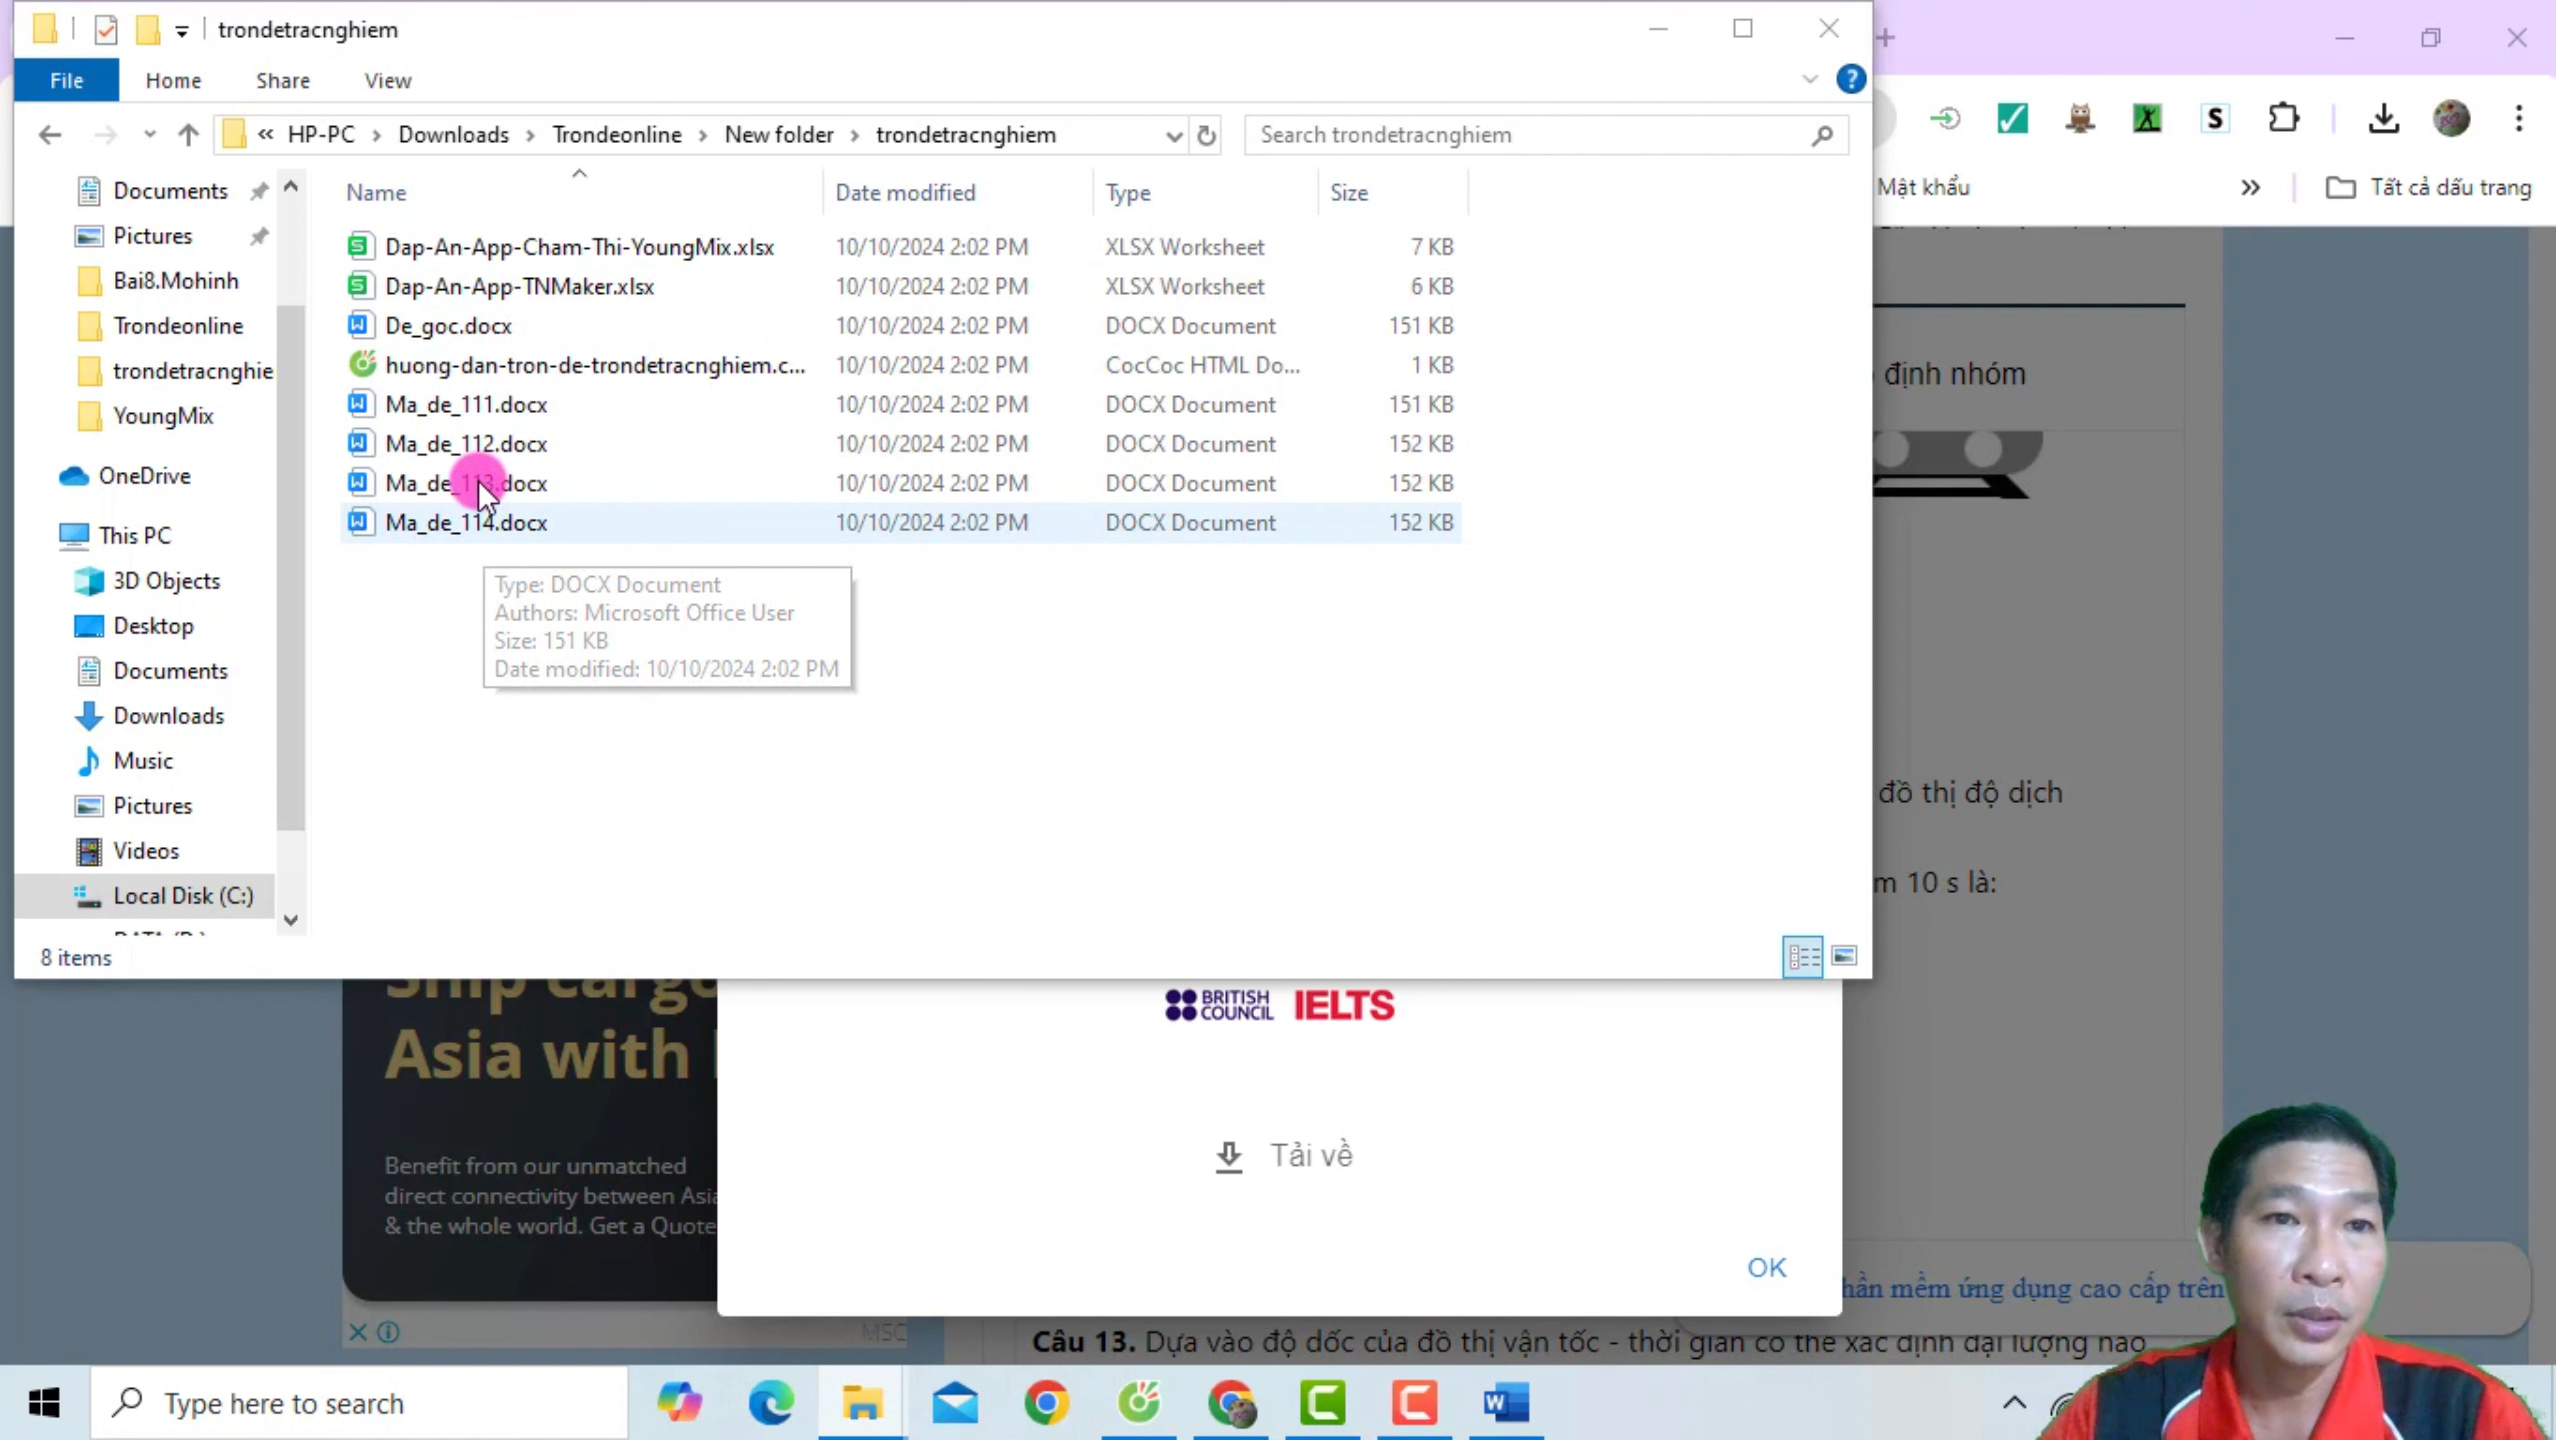 trondetracnghiem
File Home Share View
« HP-PC > Downloads > Trondeonline > New folder > trondetracnghiem
Search trondetracnghiem
Mật khẩu
»
Tất cả dấu trang
Name Date modified Type Size
Dap-An-App-Cham-Thi-YoungMix.xlsx 10/10/2024 2:02 PM XLSX Worksheet 7 KB
Dap-An-App-TNMaker.xlsx 10/10/2024 2:02 PM XLSX Worksheet 6 KB
De_goc.docx 10/10/2024 2:02 PM DOCX Document 151 KB
huong-dan-tron-de-trondetracnghiem.c... 10/10/2024 2:02 PM CocCoc HTML Do... 1 KB
Ma_de_111.docx 10/10/2024 2:02 PM DOCX Document 151 KB
Ma_de_112.docx 10/10/2024 2:02 PM DOCX Document 152 KB
Ma_de_113.docx 10/10/2024 2:02 PM DOCX Document 152 KB
Ma_de_114.docx 10/10/2024 2:02 PM DOCX Document 152 KB
Type: DOCX Document
Authors: Microsoft Office User
Size: 151 KB
Date modified: 10/10/2024 2:02 PM
Documents
Pictures
Bai8.Mohinh
Trondeonline
trondetracnghie
YoungMix
OneDrive
This PC
3D Objects
Desktop
Documents
Downloads
Music
Pictures
Videos
Local Disk (C:)
8 items
định nhóm
đồ thị độ dịch
m 10 s là:
Ship cargo
Asia with
Benefit from our unmatched
direct connectivity between Asia
& the whole world. Get a Quote
MSC
BRITISH
COUNCIL
IELTS
Tải về
OK
hần mềm ứng dụng cao cấp trên
Câu 13. Dựa vào độ dốc của đồ thị vận tốc - thời gian có thể xác định đại lượng nào
Type here to search